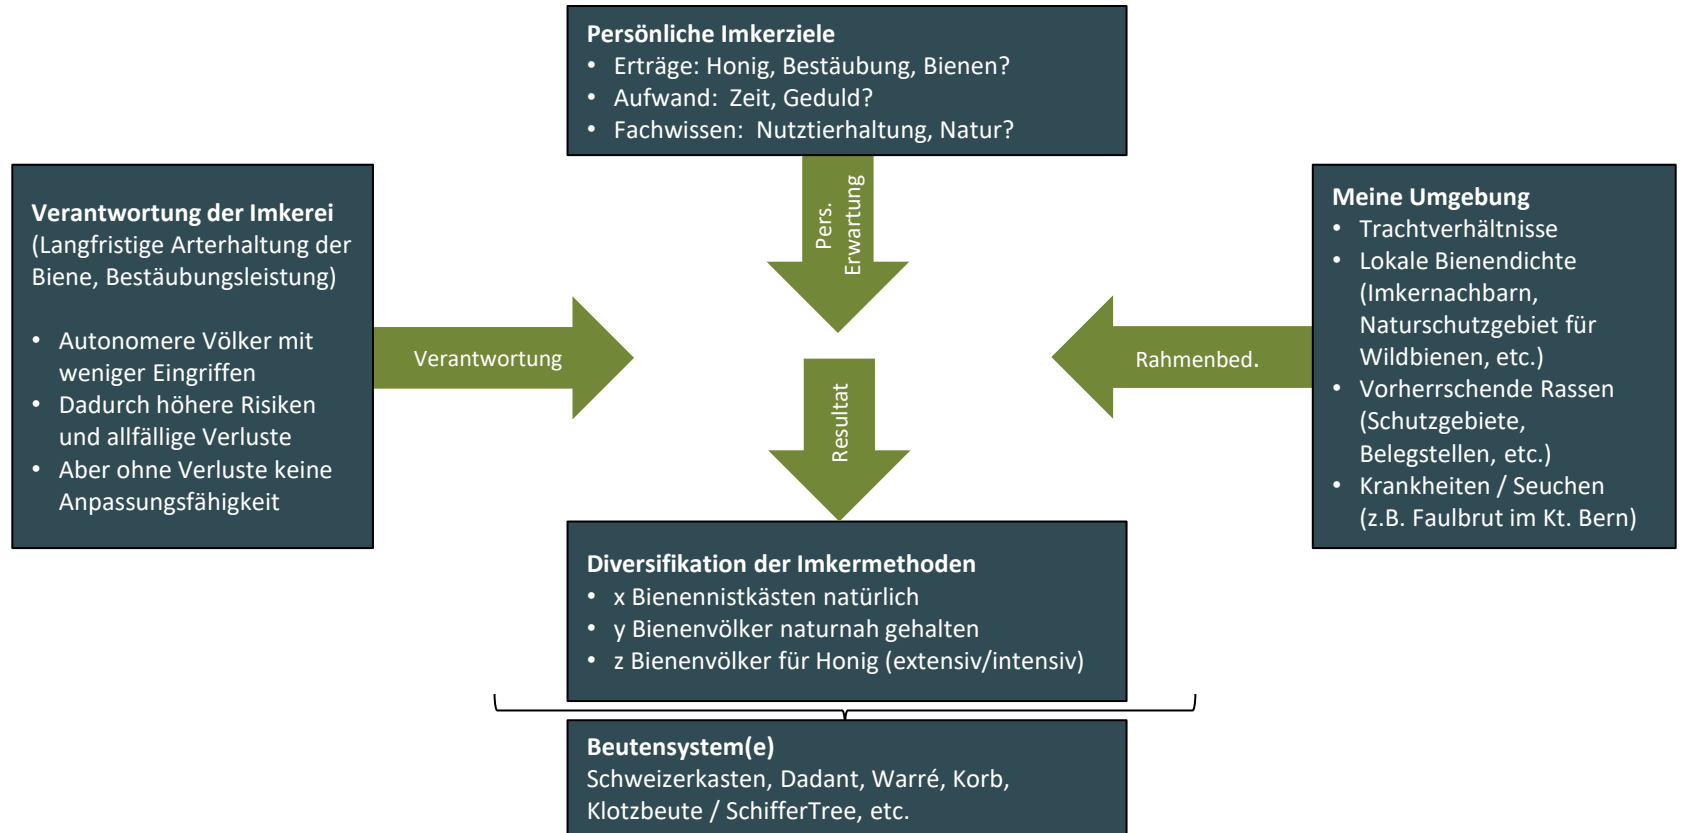 Persönliche Imkerziele
• Erträge: Honig, Bestäubung, Bienen?
• Aufwand: Zeit, Geduld?
• Fachwissen: Nutztierhaltung, Natur?
Pers.
Erwartung
Verantwortung der Imkerei
(Langfristige Arterhaltung der
Biene, Bestäubungsleistung)
• Autonomere Völker mit
weniger Eingriffen
• Dadurch höhere Risiken
und allfällige Verluste
• Aber ohne Verluste keine
Anpassungsfähigkeit
Verantwortung
Meine Umgebung
• Trachtverhältnisse
• Lokale Bienendichte
(Imkernachbarn,
Naturschutzgebiet für
Wildbienen, etc.)
• Vorherrschende Rassen
(Schutzgebiete,
Belegstellen, etc.)
• Krankheiten / Seuchen
(z.B. Faulbrut im Kt. Bern)
Rahmenbed.
Resultat
Diversifikation der Imkermethoden
• x Bienennistkästen natürlich
• y Bienenvölker naturnah gehalten
• z Bienenvölker für Honig (extensiv/intensiv)
Beutensystem(e)
Schweizerkasten, Dadant, Warré, Korb,
Klotzbeute / SchifferTree, etc.